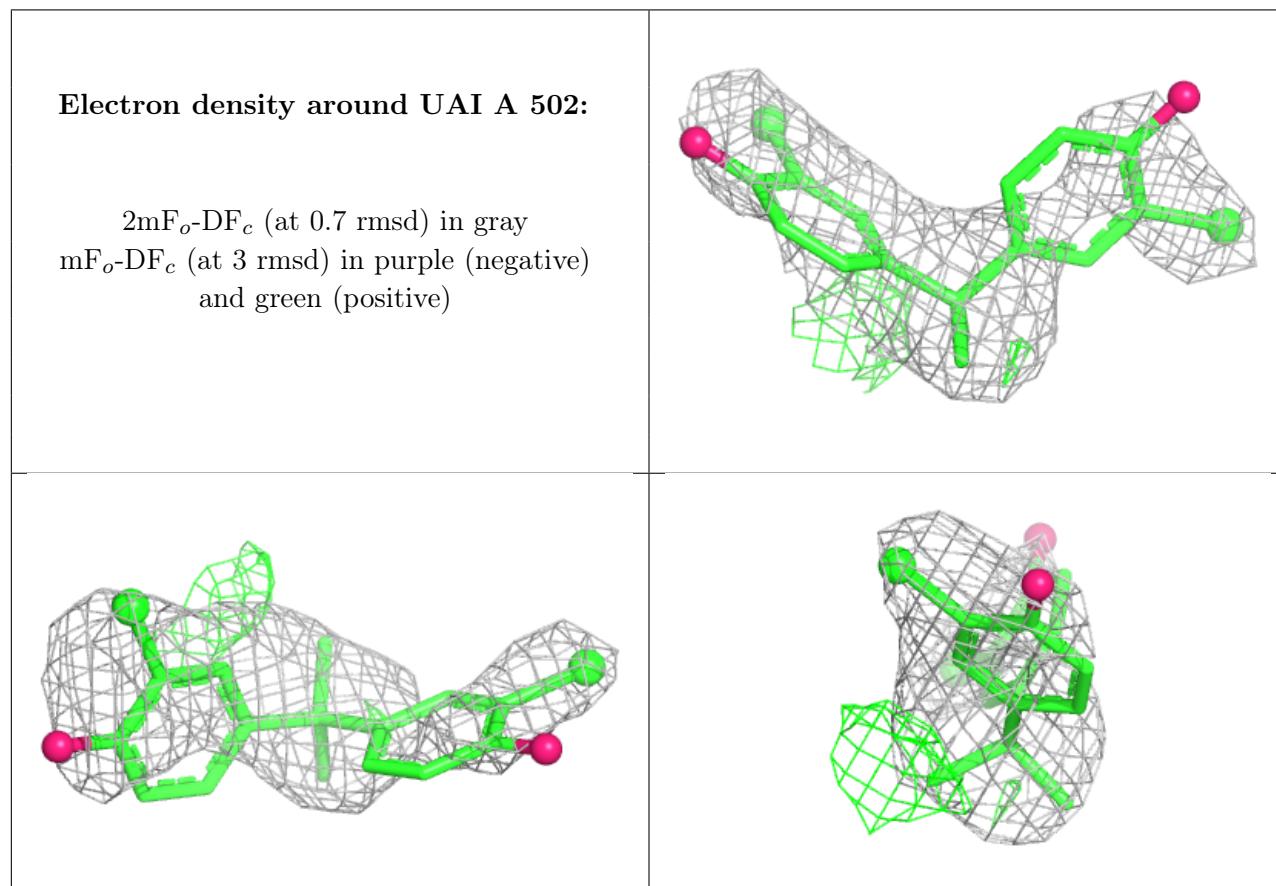 Electron density around UAI A 502:
2mFo-DFc (at 0.7 rmsd) in gray
mFo-DFc (at 3 rmsd) in purple (negative)
and green (positive)